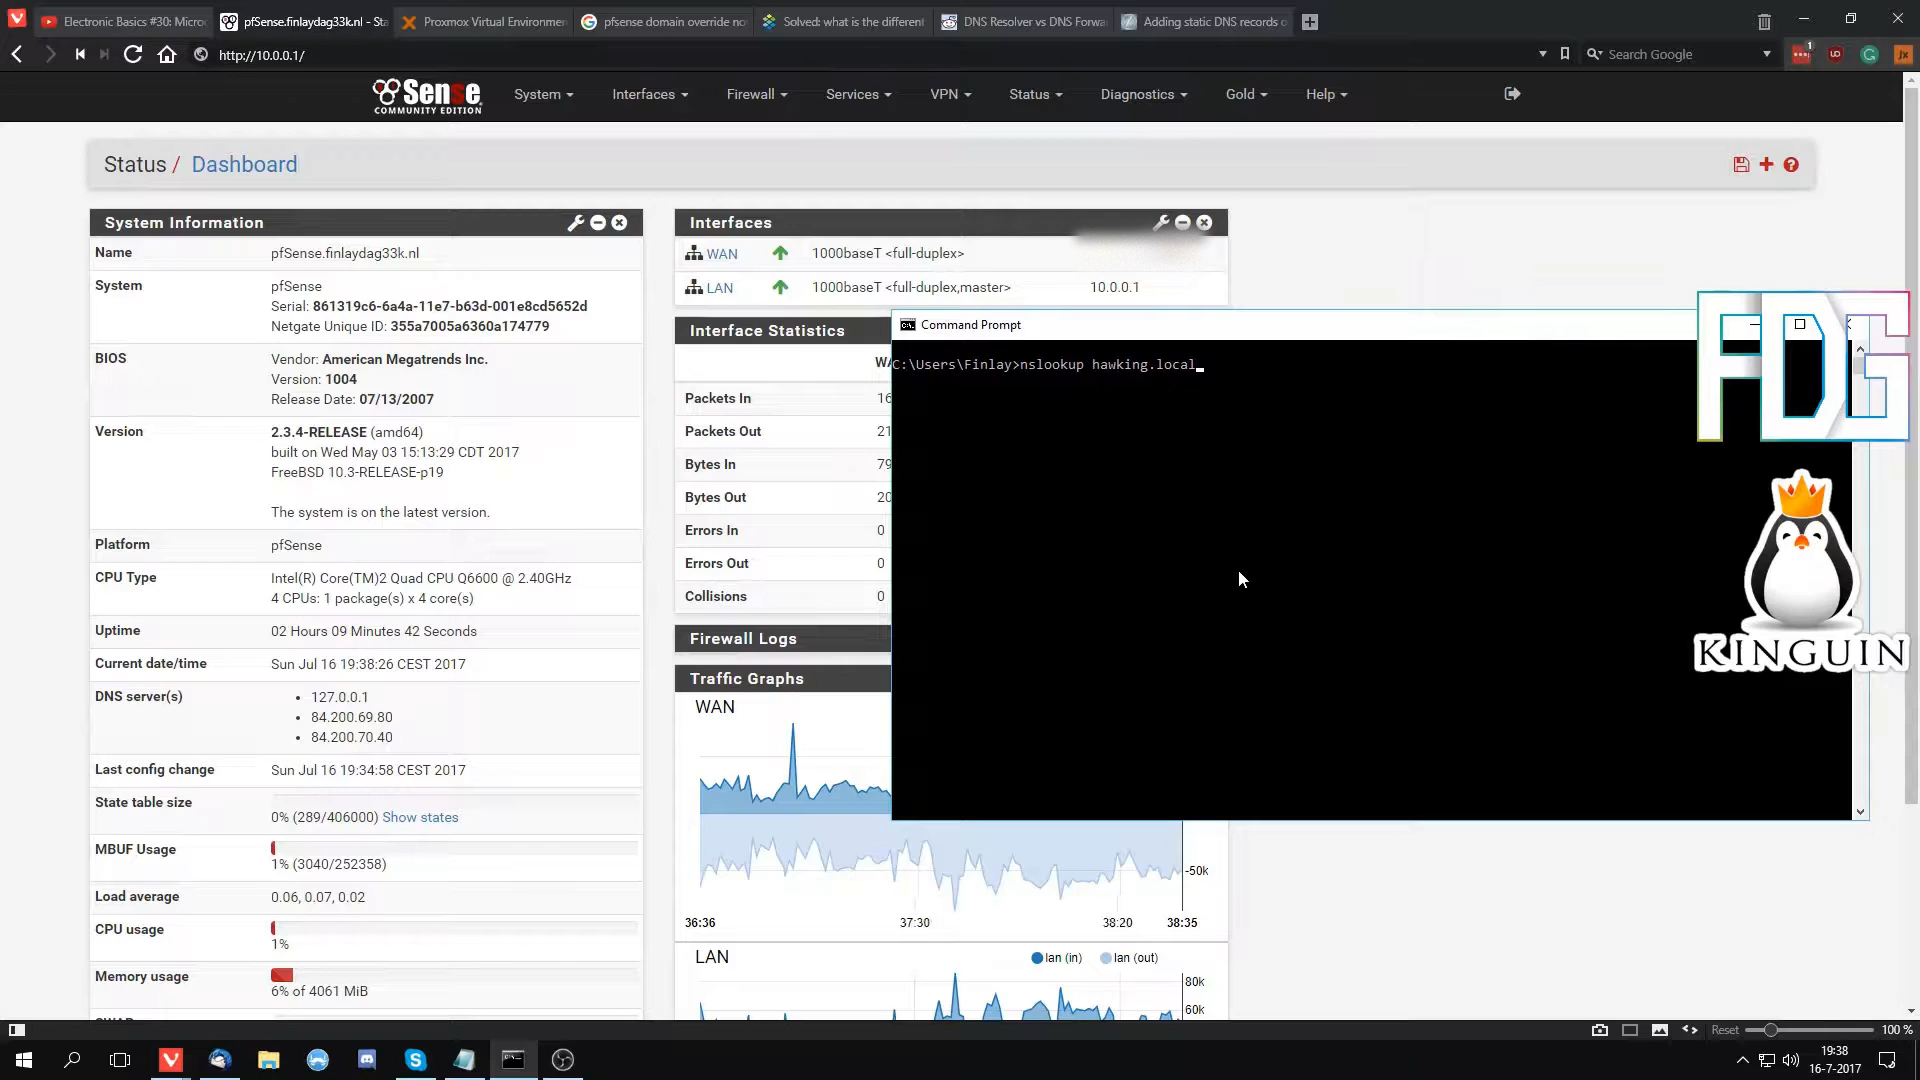 Electronic Basics #30: Micro
pfSense.finlaydag33k.nl - Sta
Proxmox Virtual Environmen
pfsense domain override no
Solved: what is the different
DNS Resolver vs DNS Forwa
Adding static DNS records o
http://10.0.0.1/
Search Google
1
Sense
COMMUNITY EDITION
System
Interfaces
Firewall
Services
VPN
Status
Diagnostics
Gold
Help
Status / Dashboard
System Information
Name pfSense.finlaydag33k.nl
System pfSense
Serial: 861319c6-6a4a-11e7-b63d-001e8cd5652d
Netgate Unique ID: 355a7005a6360a174779
BIOS Vendor: American Megatrends Inc.
Version: 1004
Release Date: 07/13/2007
Version 2.3.4-RELEASE (amd64)
built on Wed May 03 15:13:29 CDT 2017
FreeBSD 10.3-RELEASE-p19
The system is on the latest version.
Platform pfSense
CPU Type Intel(R) Core(TM)2 Quad CPU Q6600 @ 2.40GHz
4 CPUs: 1 package(s) x 4 core(s)
Uptime 02 Hours 09 Minutes 42 Seconds
Current date/time Sun Jul 16 19:38:26 CEST 2017
DNS server(s)
127.0.0.1
84.200.69.80
84.200.70.40
Last config change Sun Jul 16 19:34:58 CEST 2017
State table size
0% (289/406000) Show states
MBUF Usage
1% (3040/252358)
Load average 0.06, 0.07, 0.02
CPU usage
1%
Memory usage
6% of 4061 MiB
Interfaces
WAN 1000baseT <full-duplex>
LAN 1000baseT <full-duplex,master> 10.0.0.1
Interface Statistics
WA
Packets In 16
Packets Out 21
Bytes In 79
Bytes Out 20
Errors In 0
Errors Out 0
Collisions 0
Firewall Logs
Traffic Graphs
WAN
-50k
36:36 37:30 38:20 38:35
LAN
lan (in) lan (out)
80k
60k
Command Prompt
C:\Users\Finlay>nslookup hawking.local
FDG
KINGUIN
Reset 100 %
19:38
16-7-2017